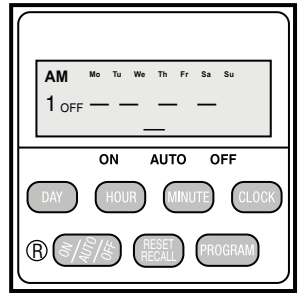 AM Mo Tu We Th Fr Sa Su
1 OFF — — — —
—
ON AUTO OFF
DAY HOUR MINUTE CLOCK
® ON/AUTO/OFF RESET RECALL PROGRAM